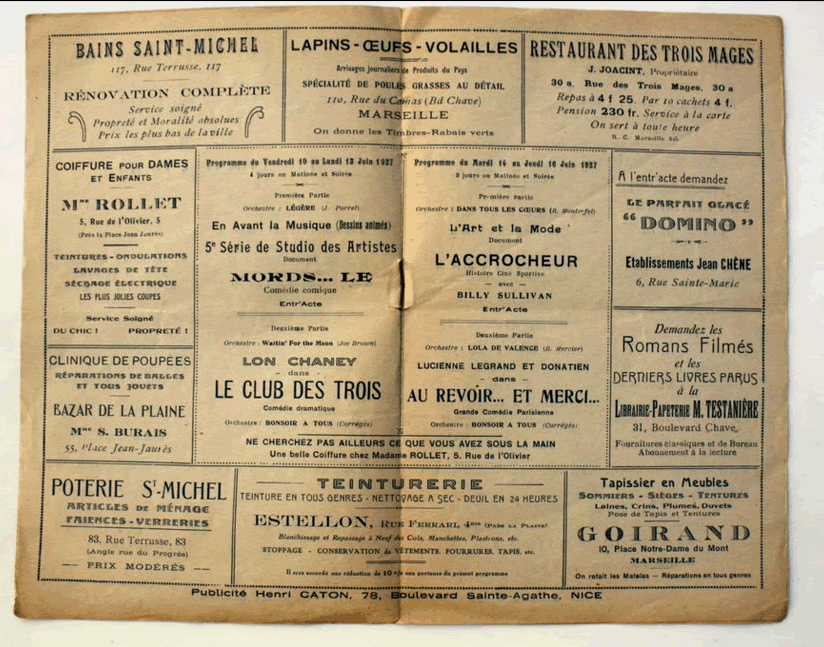 BAINS SAINT-MICHEL
117, Rue Terrusse, 117
RÉNOVATION COMPLÈTE
Service soigné
Propreté et Moralité absolues
Prix les plus bas de la ville
LAPINS - ŒUFS - VOLAILLES
Arrivages journaliers de Produits du Pays
SPÉCIALITÉ DE POULES GRASSES AU DÉTAIL
110, Rue du Camas (Bd Chave)
MARSEILLE
On donne les Timbres-Rabais verts
RESTAURANT DES TROIS MAGES
J. JOACINT, Propriétaire
30 a, Rue des Trois Mages, 30 a
Repas à 4 f 25. Par 10 cachets 4 f.
Pension 230 fr. Service à la carte
On sert à toute heure
R. C. Marseille
COIFFURE POUR DAMES
ET ENFANTS
Mme ROLLET
5, Rue de l'Olivier, 5
(Près la Place Jean Jaurès)
TEINTURES - ONDULATIONS
LAVAGES DE TÊTE
SÉCHAGE ÉLECTRIQUE
LES PLUS JOLIES COUPES
Service Soigné
DU CHIC ! PROPRETÉ !
CLINIQUE DE POUPÉES
RÉPARATIONS DE BALLES
ET TOUS JOUETS
BAZAR DE LA PLAINE
Mme S. BURAIS
55, Place Jean-Jaurès
Programme du Vendredi 10 au Lundi 13 Juin 1927
4 jours en Matinée et Soirée
Première Partie
Orchestre : LÉGÈRE (J. Porret)
En Avant la Musique (Dessins animés)
5e Série de Studio des Artistes
Document
MORDS... LE
Comédie comique
Entr'Acte
Deuxième Partie
Orchestre : Waitin' For the Moon (Joe Brown)
LON CHANEY
- dans -
LE CLUB DES TROIS
Comédie dramatique
Orchestre : BONSOIR A TOUS (Corrégés)
Programme du Mardi 14 au Jeudi 16 Juin 1927
3 jours en Matinée et Soirée
Première Partie
Orchestre : DANS TOUS LES CŒURS (R. Monterfet)
L'Art et la Mode
Document
L'ACCROCHEUR
Histoire Ciné Sportive
- avec -
BILLY SULLIVAN
Entr'Acte
Deuxième Partie
Orchestre : LOLA DE VALENCE (R. Mercier)
LUCIENNE LEGRAND ET DONATIEN
- dans -
AU REVOIR... ET MERCI...
Grande Comédie Parisienne
Orchestre : BONSOIR A TOUS (Corrégés)
NE CHERCHEZ PAS AILLEURS CE QUE VOUS AVEZ SOUS LA MAIN
Une belle Coiffure chez Madame ROLLET, 5, Rue de l'Olivier
A l'entr'acte demandez
LE PARFAIT GLACÉ
"DOMINO"
Etablissements Jean CHÊNE
6, Rue Sainte-Marie
Demandez les
Romans Filmés
et les
DERNIERS LIVRES PARUS
à la
LIBRAIRIE-PAPETERIE M. TESTANIÈRE
31, Boulevard Chave,
Fournitures classiques et de Bureau
Abonnement à la lecture
POTERIE ST-MICHEL
ARTICLES DE MÉNAGE
FAIENCES - VERRERIES
83, Rue Terrusse, 83
(Angle rue du Progrès)
PRIX MODÉRÉS
TEINTURERIE
TEINTURE EN TOUS GENRES - NETTOYAGE A SEC - DEUIL EN 24 HEURES
ESTELLON, RUE FERRARI, (PRÈS LA PLAINE)
Blanchissage et Repassage à Neuf des Cols, Manchettes, Plastrons, etc.
STOPPAGE - CONSERVATION de VÊTEMENTS, FOURRURES, TAPIS, etc.
Il sera accordé une réduction de 10 % aux porteurs du présent programme
Tapissier en Meubles
SOMMIERS - SIÈGES - TENTURES
Laines, Crins, Plumes, Duvets
Pose de Tapis et Tentures
GOIRAND
10, Place Notre-Dame du Mont
MARSEILLE
On refait les Matelas - Réparations en tous genres
Publicité Henri CATON, 78, Boulevard Sainte-Agathe, NICE